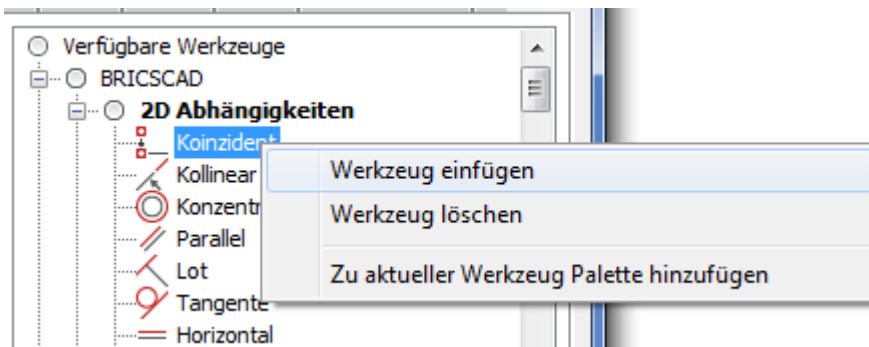 Verfügbare Werkzeuge
BRICSCAD
2D Abhängigkeiten
Koinzident
Kollinear
Konzentr
Parallel
Lot
Tangente
Horizontal
Werkzeug einfügen
Werkzeug löschen
Zu aktueller Werkzeug Palette hinzufügen